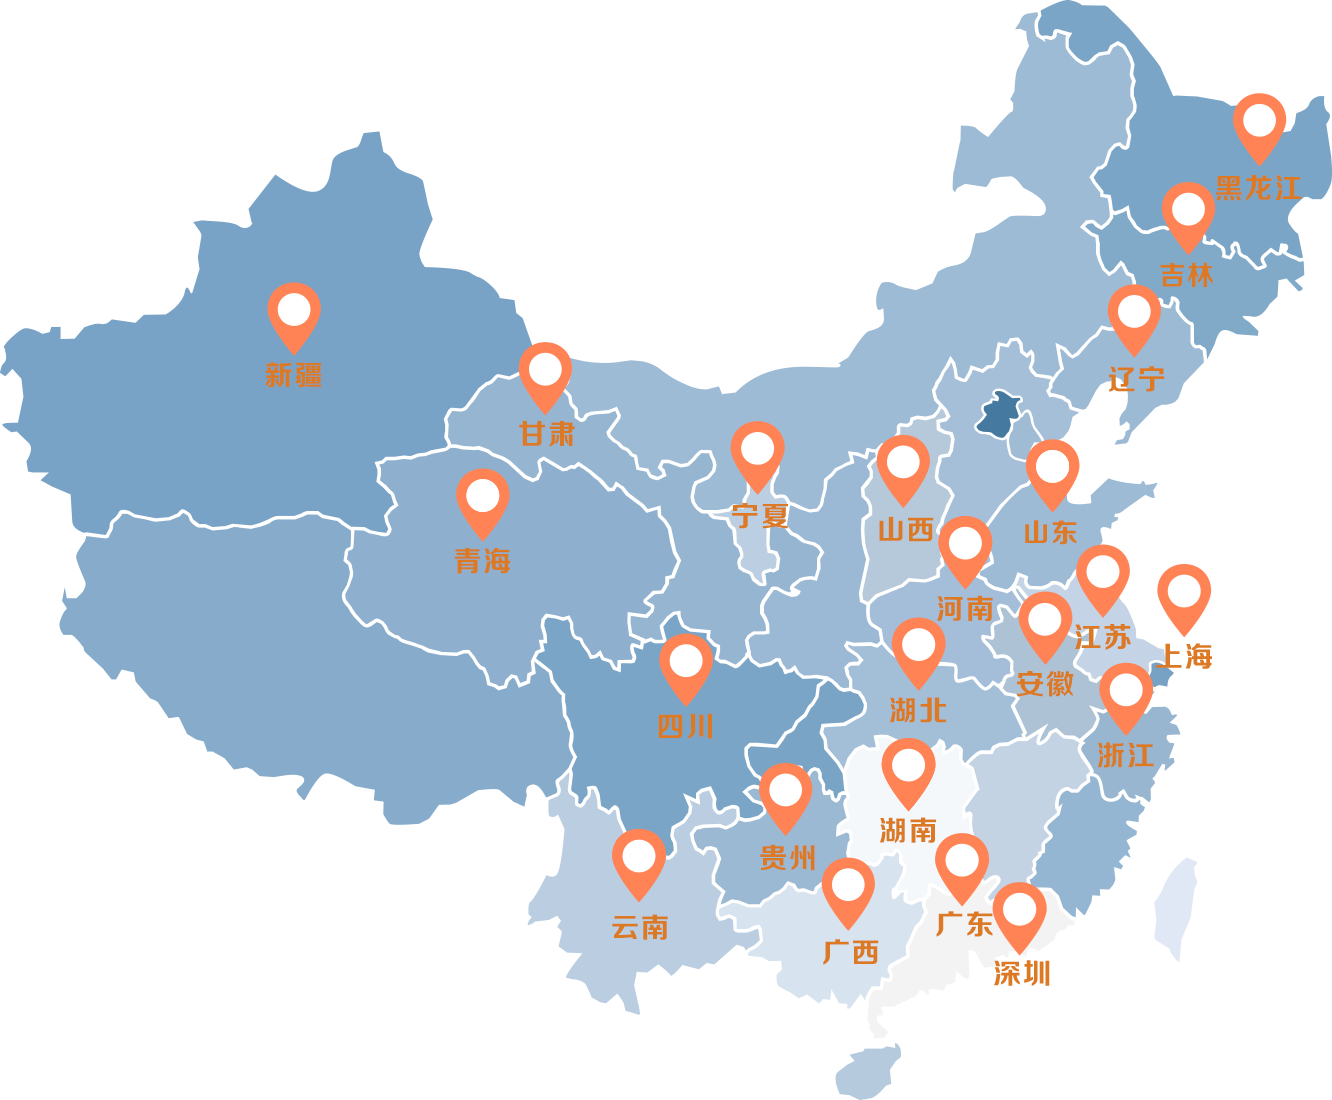 黑龙江
吉林
辽宁
新疆
甘肃
宁夏
山西
山东
青海
河南
江苏
上海
安徽
湖北
四川
浙江
湖南
贵州
云南
广东
广西
深圳